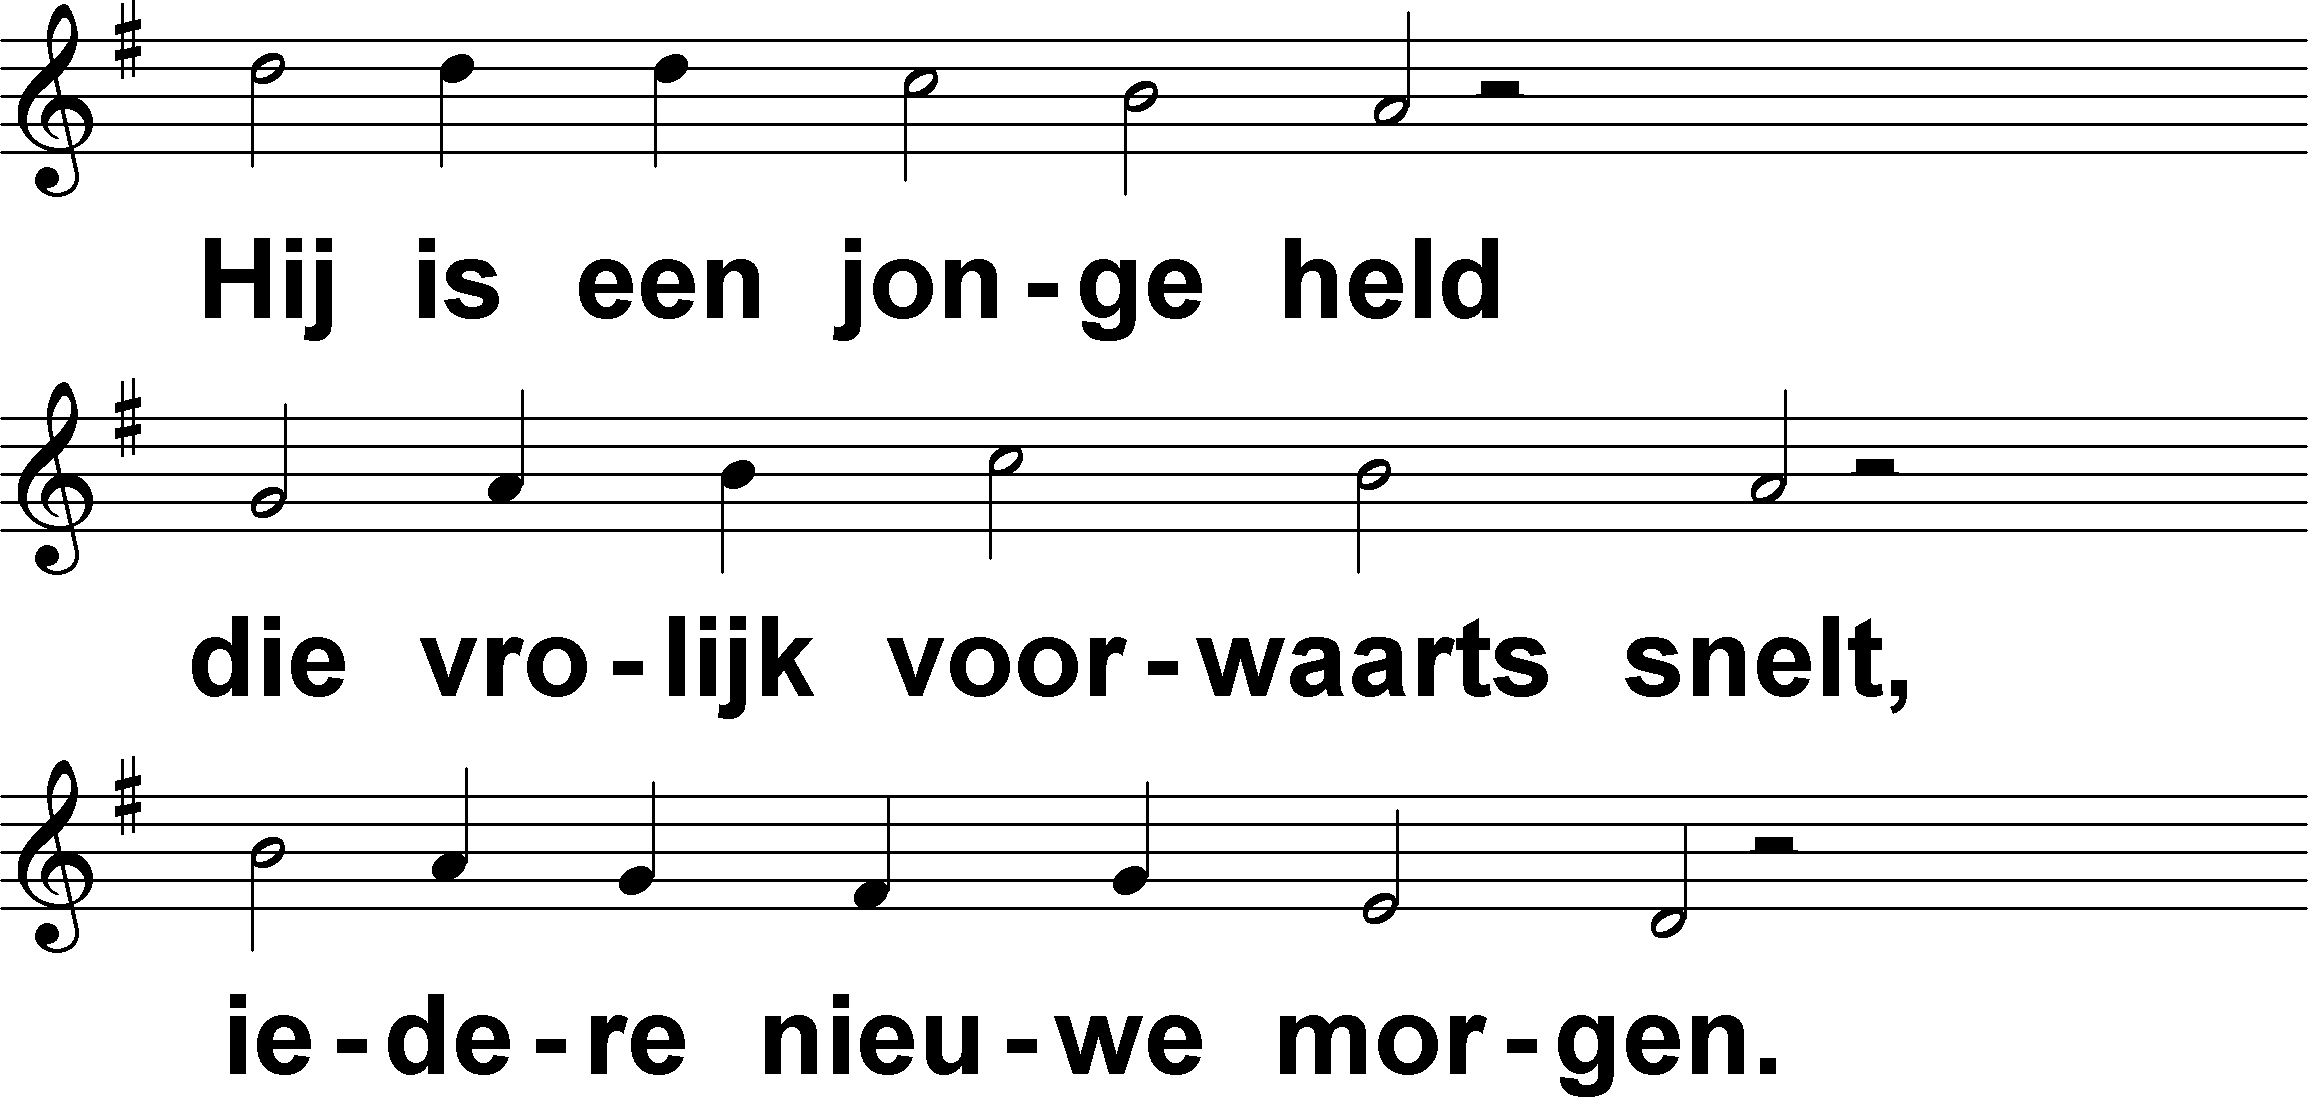 Hij is een jon-ge held
die vro-lijk voor-waarts snelt,
ie-de-re nieu-we mor-gen.